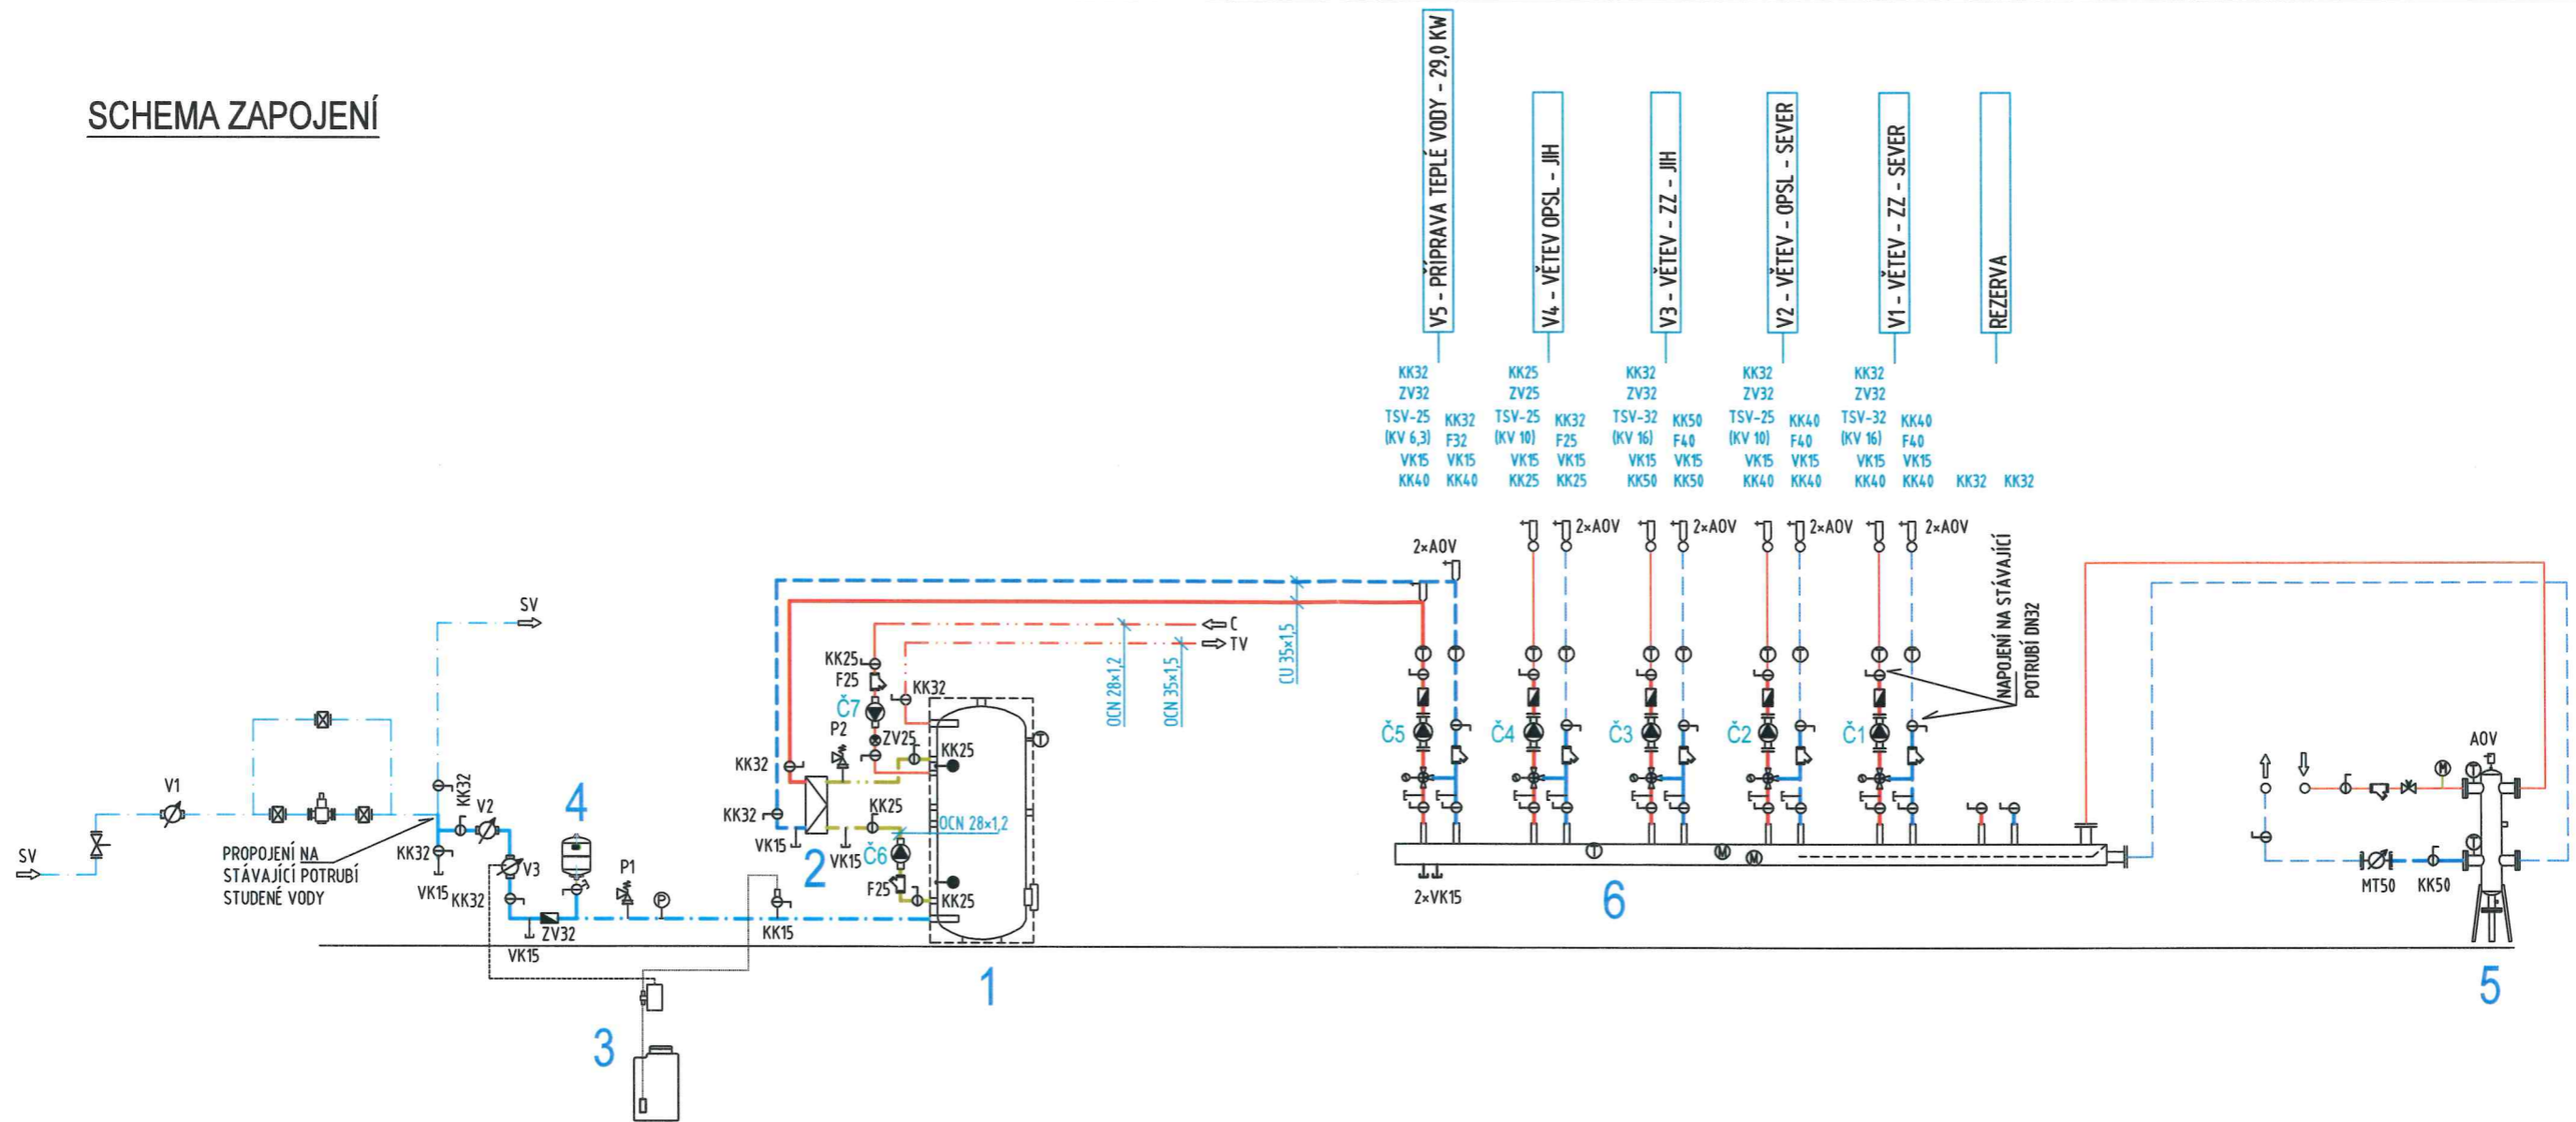 SCHEMA ZAPOJENÍ
V5 - PŘÍPRAVA TEPLÉ VODY - 29,0 KW
V4 - VĚTEV OPSL - JIH
V3 - VĚTEV - ZZ - JIH
V2 - VĚTEV - OPSL - SEVER
V1 - VĚTEV - ZZ - SEVER
REZERVA
KK32
ZV32
TSV-25 KK32
(KV 6,3) F32
VK15 VK15
KK40 KK40
KK25
ZV25
TSV-25 KK32
(KV 10) F25
VK15 VK15
KK25 KK25
KK32
ZV32
TSV-32 KK50
(KV 16) F40
VK15 VK15
KK50 KK50
KK32
ZV32
TSV-25 KK40
(KV 10) F40
VK15 VK15
KK40 KK40
KK32
ZV32
TSV-32 KK40
(KV 16) F40
VK15 VK15
KK40 KK40
KK32 KK32
2×AOV
2×AOV
2×AOV
2×AOV
2×AOV
NAPOJENÍ NA STÁVAJÍCÍ
POTRUBÍ DN32
SV
C
TV
OCN 28×1,2
OCN 35×1,5
CU 35×1,5
KK25
F25
KK32
Č7
P2
ZV25
KK25
KK32
KK32
VK15
2
KK25
OCN 28×1,2
VK15
Č6
F25
KK25
T
Č5
Č4
Č3
Č2
Č1
T
T
T
T
T
T
T
T
T
T
T
M
M
2×VK15
6
AOV
M
T
T
MT50
KK50
5
V1
SV
PROPOJENÍ NA
STÁVAJÍCÍ POTRUBÍ
STUDENÉ VODY
KK32
V2
KK32
VK15
V3
KK32
VK15
ZV32
4
P1
P
KK15
1
3